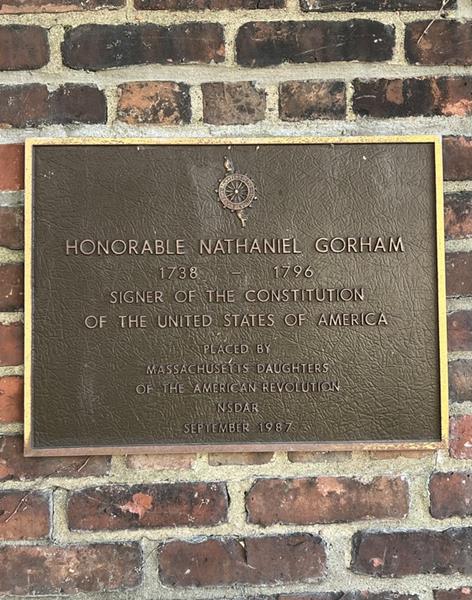 HONORABLE NATHANIEL GORHAM
1738 - 1796
SIGNER OF THE CONSTITUTION
OF THE UNITED STATES OF AMERICA
PLACED BY
MASSACHUSETTS DAUGHTERS
OF THE AMERICAN REVOLUTION
NSDAR
SEPTEMBER 1987